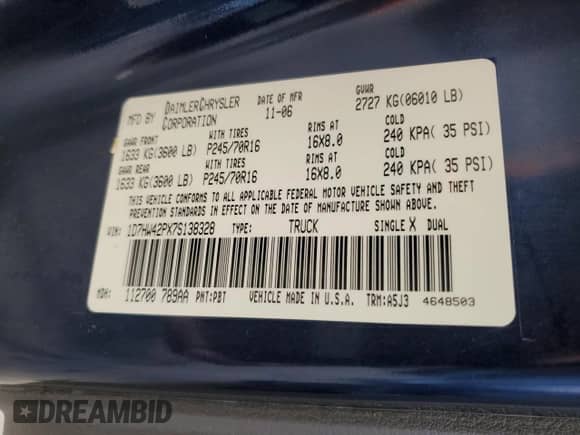 MFD BY DAIMLERCHRYSLER CORPORATION DATE OF MFR 11-06 GVWR 2727 KG(06010 LB)
GAWR FRONT WITH TIRES RIMS AT COLD
1633 KG(3600 LB) P245/70R16 16X8.0 240 KPA( 35 PSI)
GAWR REAR WITH TIRES RIMS AT COLD
1633 KG(3600 LB) P245/70R16 16X8.0 240 KPA( 35 PSI)
THIS VEHICLE CONFORMS TO ALL APPLICABLE FEDERAL MOTOR VEHICLE SAFETY AND THEFT
PREVENTION STANDARDS IN EFFECT ON THE DATE OF MANUFACTURE SHOWN ABOVE.
VIN: 1D7HW42PX7S138328 TYPE: TRUCK SINGLE X DUAL
MDH: 112700 789AA PNT:PBT VEHICLE MADE IN U.S.A. TRM:A5J3 4648503
DREAMBID